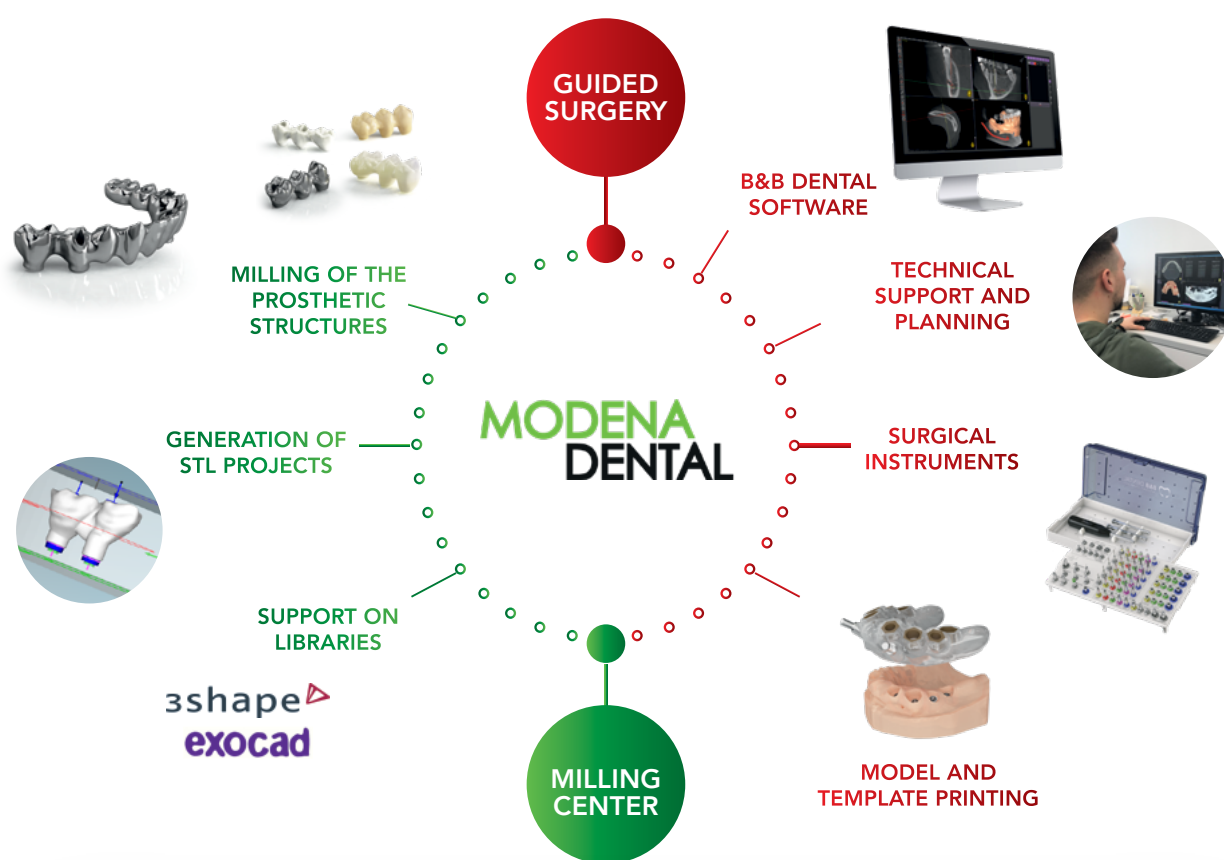 GUIDED
SURGERY
B&B DENTAL
SOFTWARE
TECHNICAL
SUPPORT AND
PLANNING
SURGICAL
INSTRUMENTS
MODEL AND
TEMPLATE PRINTING
MODENA
DENTAL
MILLING OF THE
PROSTHETIC
STRUCTURES
GENERATION OF
STL PROJECTS
SUPPORT ON
LIBRARIES
3shape
exocad
MILLING
CENTER